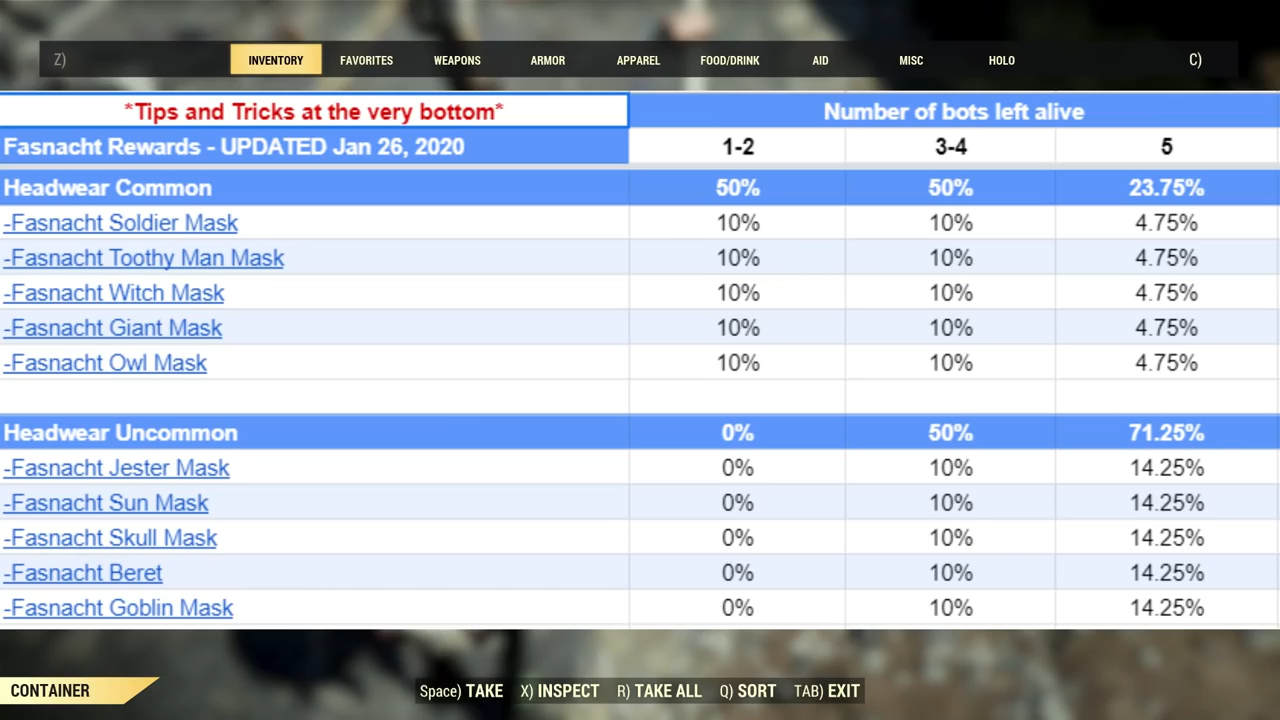 Z) INVENTORY FAVORITES WEAPONS ARMOR APPAREL FOOD/DRINK AID MISC HOLO C)
*Tips and Tricks at the very bottom* Number of bots left alive
Fasnacht Rewards - UPDATED Jan 26, 2020 1-2 3-4 5
Headwear Common 50% 50% 23.75%
-Fasnacht Soldier Mask 10% 10% 4.75%
-Fasnacht Toothy Man Mask 10% 10% 4.75%
-Fasnacht Witch Mask 10% 10% 4.75%
-Fasnacht Giant Mask 10% 10% 4.75%
-Fasnacht Owl Mask 10% 10% 4.75%
Headwear Uncommon 0% 50% 71.25%
-Fasnacht Jester Mask 0% 10% 14.25%
-Fasnacht Sun Mask 0% 10% 14.25%
-Fasnacht Skull Mask 0% 10% 14.25%
-Fasnacht Beret 0% 10% 14.25%
-Fasnacht Goblin Mask 0% 10% 14.25%
CONTAINER Space) TAKE X) INSPECT R) TAKE ALL Q) SORT TAB) EXIT